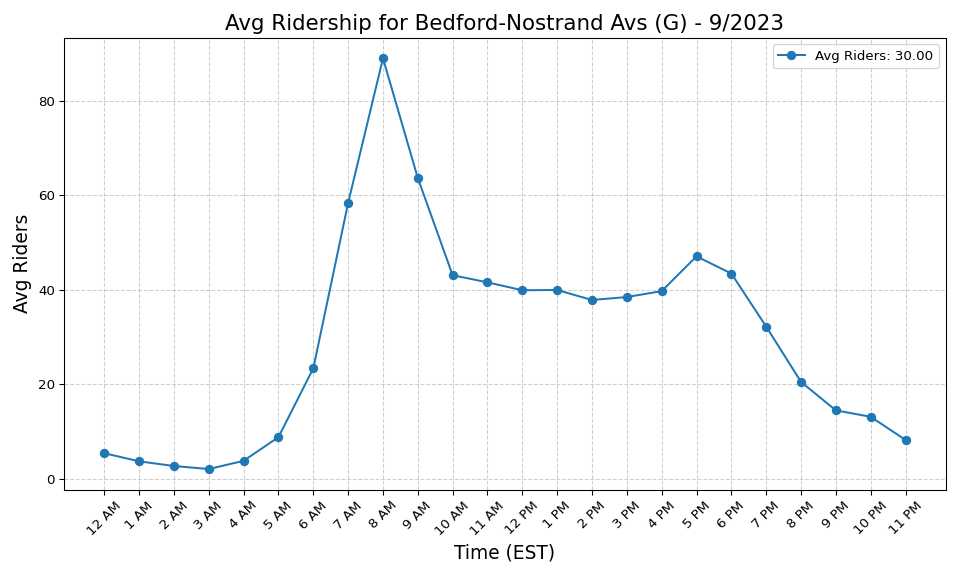 Avg Ridership for Bedford-Nostrand Avs (G) - 9/2023
Avg Riders: 30.00
Avg Riders
80
60
40
20
0
12 AM
1 AM
2 AM
3 AM
4 AM
5 AM
6 AM
7 AM
8 AM
9 AM
10 AM
11 AM
12 PM
1 PM
2 PM
3 PM
4 PM
5 PM
6 PM
7 PM
8 PM
9 PM
10 PM
11 PM
Time (EST)